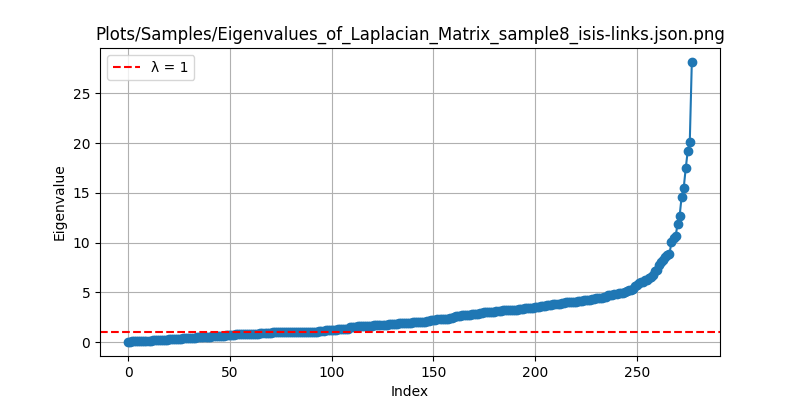 Plots/Samples/Eigenvalues_of_Laplacian_Matrix_sample8_isis-links.json.png
λ = 1
Eigenvalue
25
20
15
10
5
0
0 50 100 150 200 250
Index